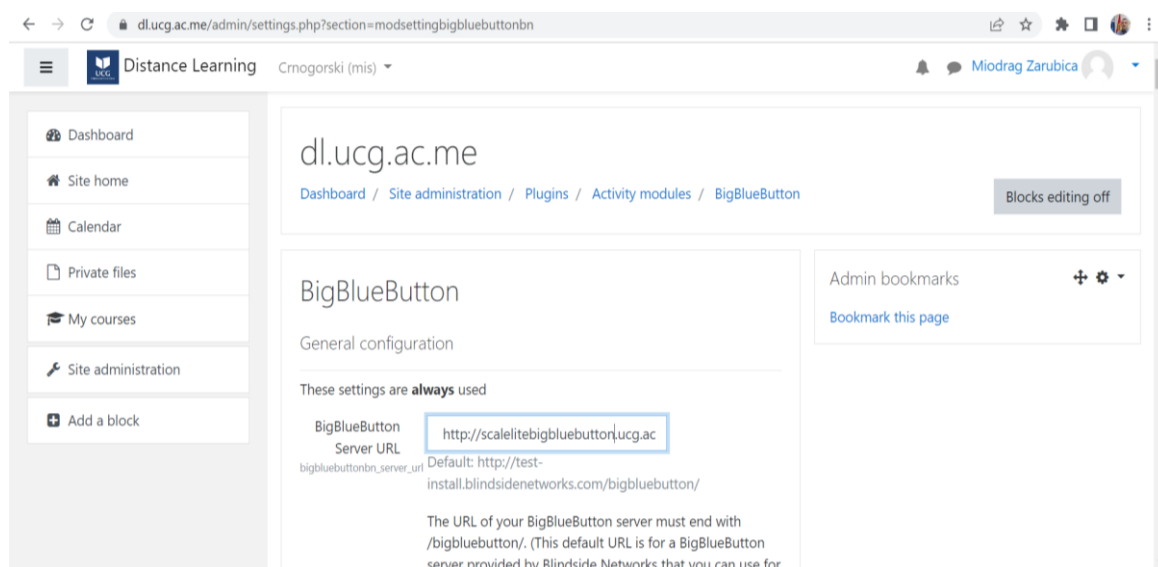 dl.ucg.ac.me/admin/settings.php?section=modsettingbigbluebuttonbn
UCG
Distance Learning
Crnogorski (mis)
Miodrag Zarubica
Dashboard
Site home
Calendar
Private files
My courses
Site administration
Add a block
dl.ucg.ac.me
Dashboard / Site administration / Plugins / Activity modules / BigBlueButton
Blocks editing off
BigBlueButton
General configuration
These settings are always used
BigBlueButton
Server URL
bigbluebuttonbn_server_url
http://scalelitebigbluebutton.ucg.ac
Default: http://test-
install.blindsidenetworks.com/bigbluebutton/
The URL of your BigBlueButton server must end with
/bigbluebutton/. (This default URL is for a BigBlueButton
server provided by Blindside Networks that you can use for
Admin bookmarks
Bookmark this page